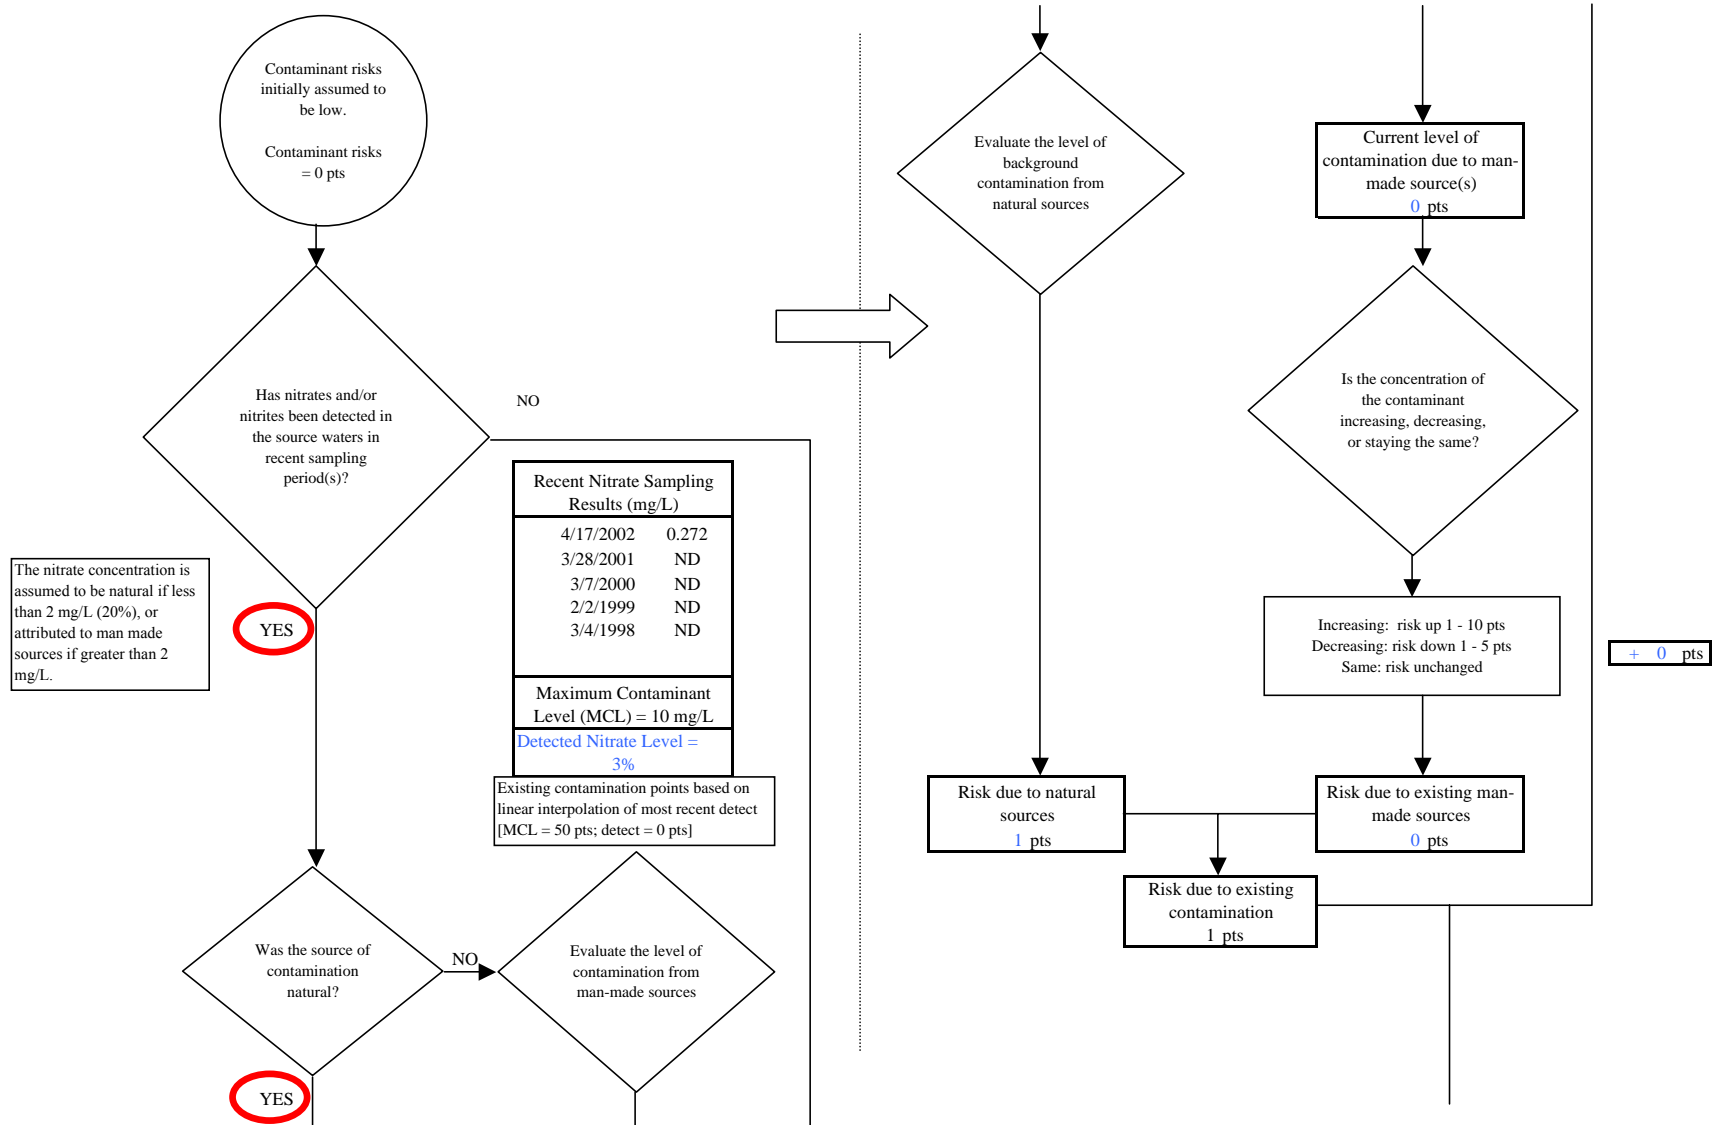 Contaminant risks
initially assumed to
be low.
Contaminant risks
= 0 pts
Has nitrates and/or
nitrites been detected in
the source waters in
recent sampling
period(s)?
NO
Recent Nitrate Sampling
Results (mg/L)
4/17/2002 0.272
3/28/2001 ND
3/7/2000 ND
2/2/1999 ND
3/4/1998 ND
Maximum Contaminant
Level (MCL) = 10 mg/L
Detected Nitrate Level =
3%
Existing contamination points based on
linear interpolation of most recent detect
[MCL = 50 pts; detect = 0 pts]
The nitrate concentration is
assumed to be natural if less
than 2 mg/L (20%), or
attributed to man made
sources if greater than 2
mg/L.
YES
Was the source of
contamination
natural?
NO
Evaluate the level of
contamination from
man-made sources
YES
Evaluate the level of
background
contamination from
natural sources
Current level of
contamination due to man-
made source(s)
0 pts
Is the concentration of
the contaminant
increasing, decreasing,
or staying the same?
Increasing: risk up 1 - 10 pts
Decreasing: risk down 1 - 5 pts
Same: risk unchanged
+ 0 pts
Risk due to natural
sources
1 pts
Risk due to existing man-
made sources
0 pts
Risk due to existing
contamination
1 pts